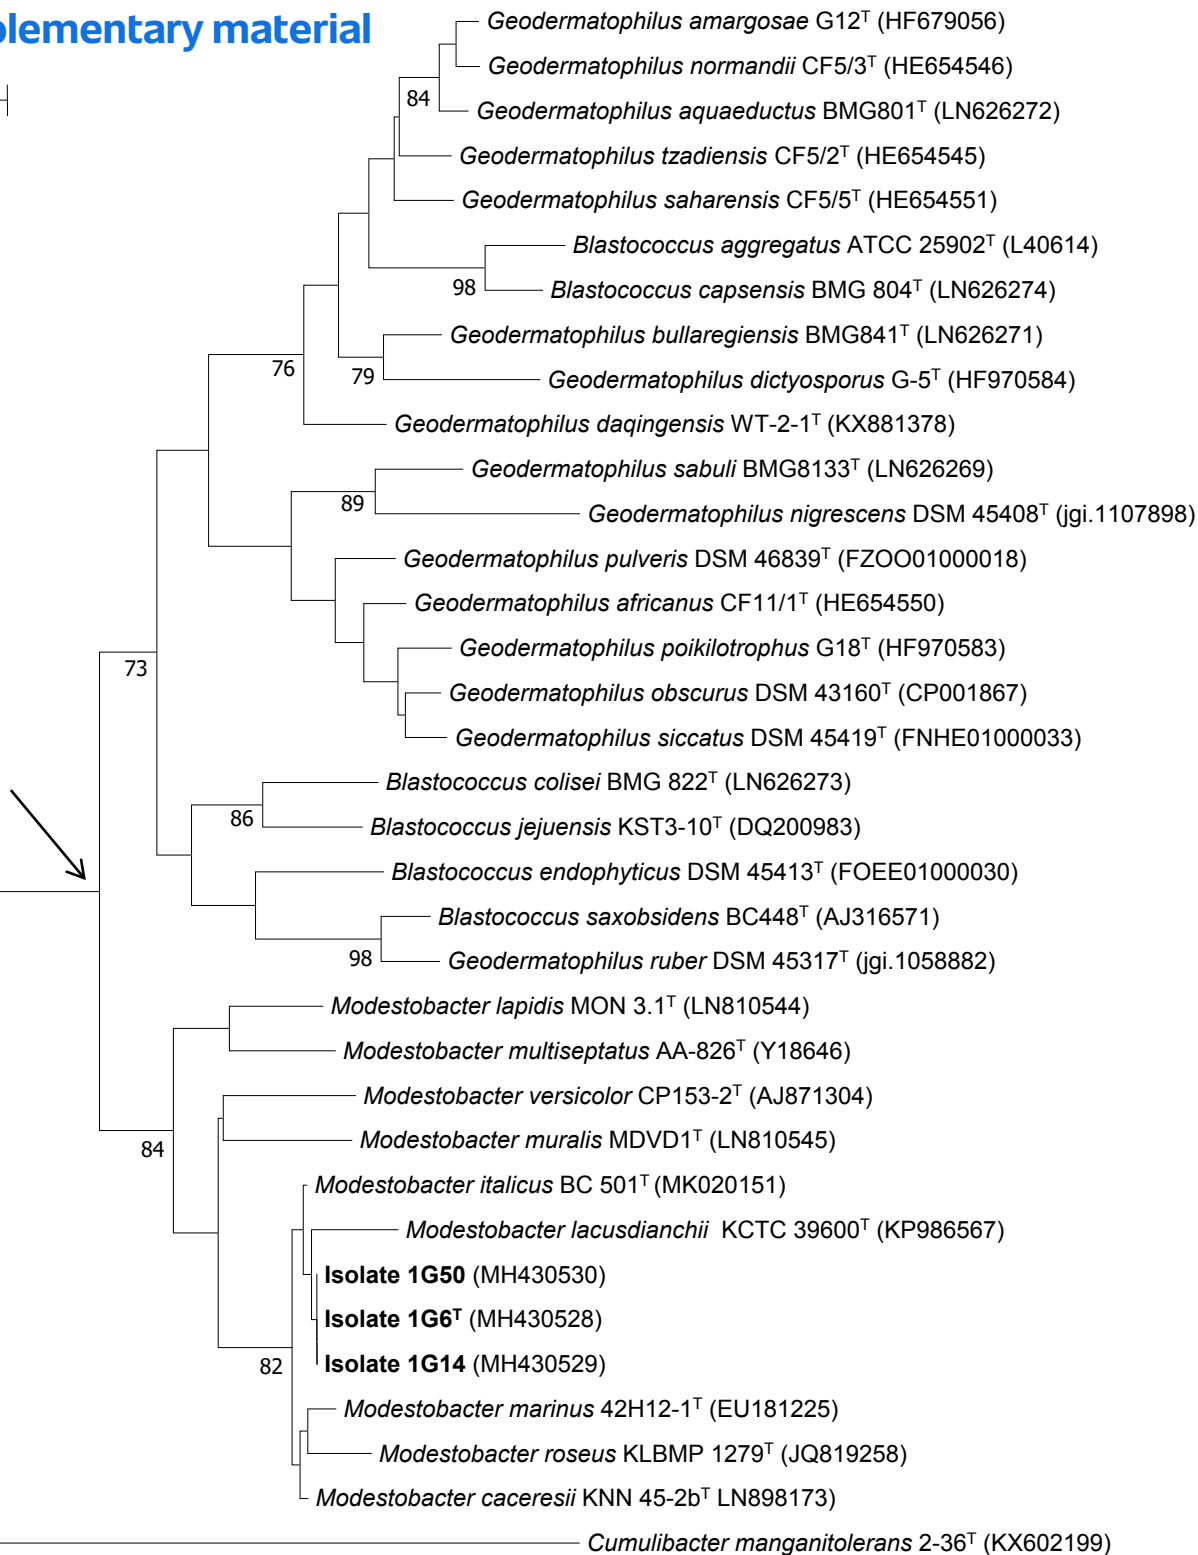 plementary material
Geodermatophilus amargosae G12ᵀ (HF679056)
Geodermatophilus normandii CF5/3ᵀ (HE654546)
84
Geodermatophilus aquaeductus BMG801ᵀ (LN626272)
Geodermatophilus tzadiensis CF5/2ᵀ (HE654545)
Geodermatophilus saharensis CF5/5ᵀ (HE654551)
Blastococcus aggregatus ATCC 25902ᵀ (L40614)
98
Blastococcus capsensis BMG 804ᵀ (LN626274)
Geodermatophilus bullaregiensis BMG841ᵀ (LN626271)
76
79
Geodermatophilus dictyosporus G-5ᵀ (HF970584)
Geodermatophilus daqingensis WT-2-1ᵀ (KX881378)
Geodermatophilus sabuli BMG8133ᵀ (LN626269)
89
Geodermatophilus nigrescens DSM 45408ᵀ (jgi.1107898)
Geodermatophilus pulveris DSM 46839ᵀ (FZOO01000018)
Geodermatophilus africanus CF11/1ᵀ (HE654550)
Geodermatophilus poikilotrophus G18ᵀ (HF970583)
73
Geodermatophilus obscurus DSM 43160ᵀ (CP001867)
Geodermatophilus siccatus DSM 45419ᵀ (FNHE01000033)
Blastococcus colisei BMG 822ᵀ (LN626273)
86
Blastococcus jejuensis KST3-10ᵀ (DQ200983)
Blastococcus endophyticus DSM 45413ᵀ (FOEE01000030)
Blastococcus saxobsidens BC448ᵀ (AJ316571)
98
Geodermatophilus ruber DSM 45317ᵀ (jgi.1058882)
Modestobacter lapidis MON 3.1ᵀ (LN810544)
Modestobacter multiseptatus AA-826ᵀ (Y18646)
Modestobacter versicolor CP153-2ᵀ (AJ871304)
84
Modestobacter muralis MDVD1ᵀ (LN810545)
Modestobacter italicus BC 501ᵀ (MK020151)
Modestobacter lacusdianchii KCTC 39600ᵀ (KP986567)
Isolate 1G50 (MH430530)
Isolate 1G6ᵀ (MH430528)
82
Isolate 1G14 (MH430529)
Modestobacter marinus 42H12-1ᵀ (EU181225)
Modestobacter roseus KLBMP 1279ᵀ (JQ819258)
Modestobacter caceresii KNN 45-2bᵀ LN898173)
Cumulibacter manganitolerans 2-36ᵀ (KX602199)